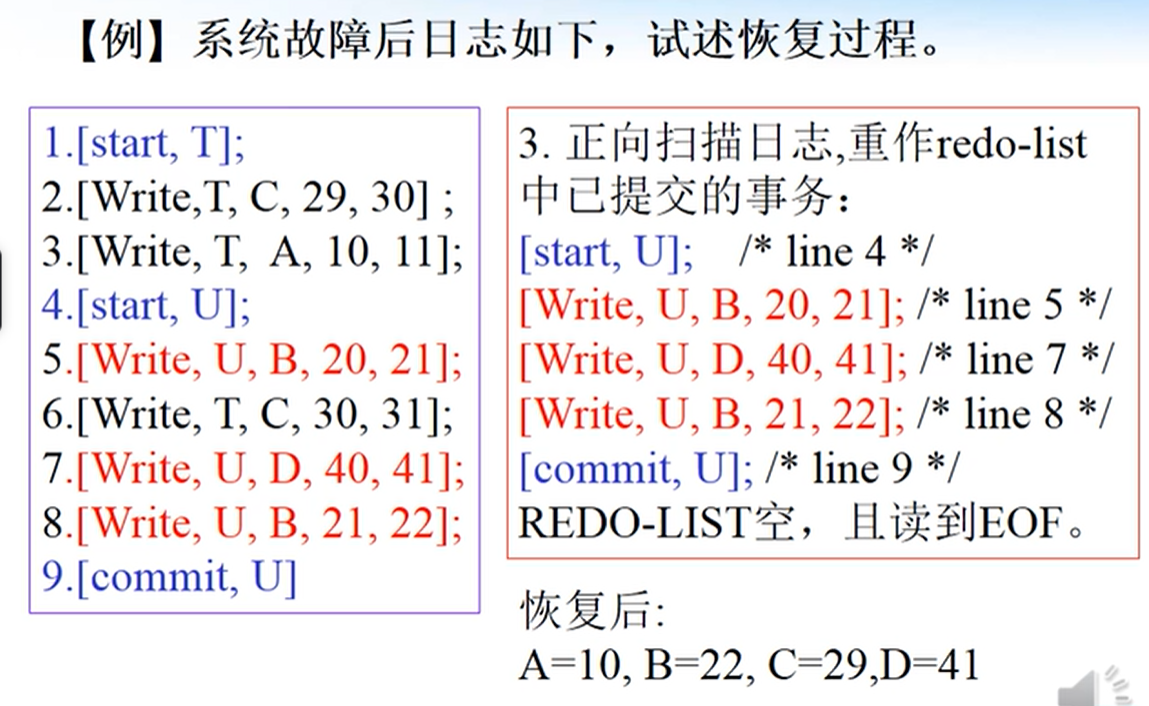 【例】系统故障后日志如下，试述恢复过程。
1.[start, T];
2.[Write,T, C, 29, 30] ;
3.[Write, T, A, 10, 11];
4.[start, U];
5.[Write, U, B, 20, 21];
6.[Write, T, C, 30, 31];
7.[Write, U, D, 40, 41];
8.[Write, U, B, 21, 22];
9.[commit, U]
3. 正向扫描日志,重作redo-list
中已提交的事务：
[start, U]; /* line 4 */
[Write, U, B, 20, 21]; /* line 5 */
[Write, U, D, 40, 41]; /* line 7 */
[Write, U, B, 21, 22]; /* line 8 */
[commit, U]; /* line 9 */
REDO-LIST空，且读到EOF。
恢复后:
A=10, B=22, C=29,D=41